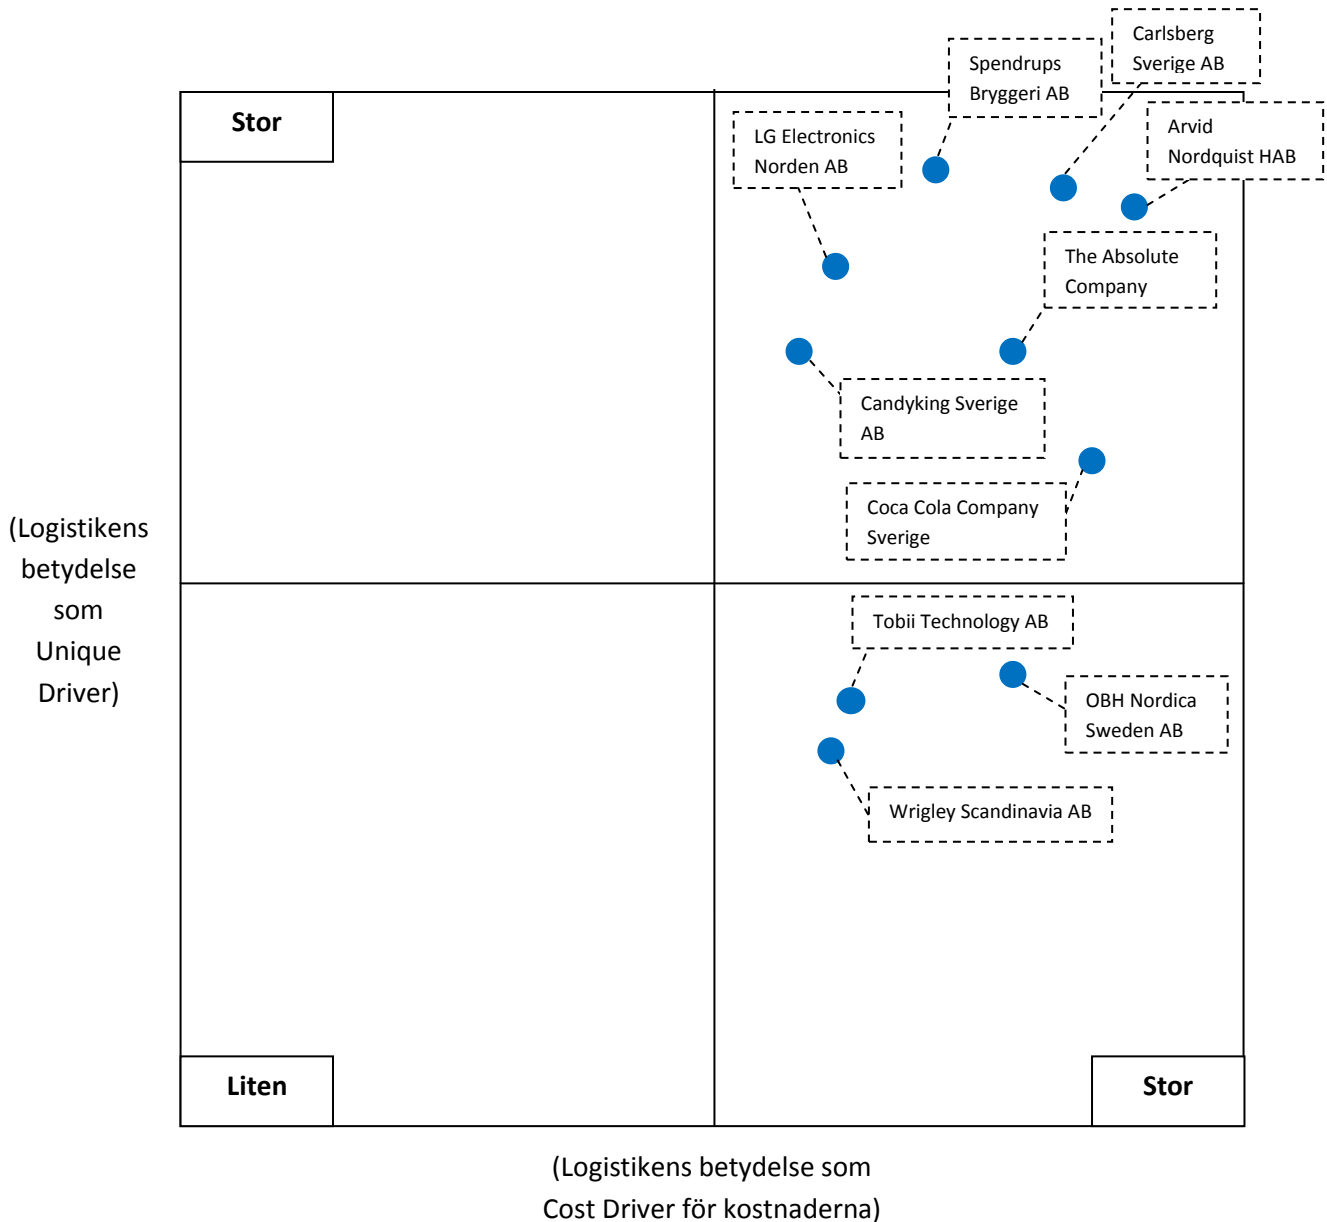 Carlsberg
Sverige AB
Spendrups
Bryggeri AB
Stor
LG Electronics
Norden AB
Arvid
Nordquist HAB
The Absolute
Company
Candyking Sverige
AB
Coca Cola Company
Sverige
(Logistikens
betydelse
som
Unique
Driver)
Tobii Technology AB
OBH Nordica
Sweden AB
Wrigley Scandinavia AB
Liten
Stor
(Logistikens betydelse som
Cost Driver för kostnaderna)